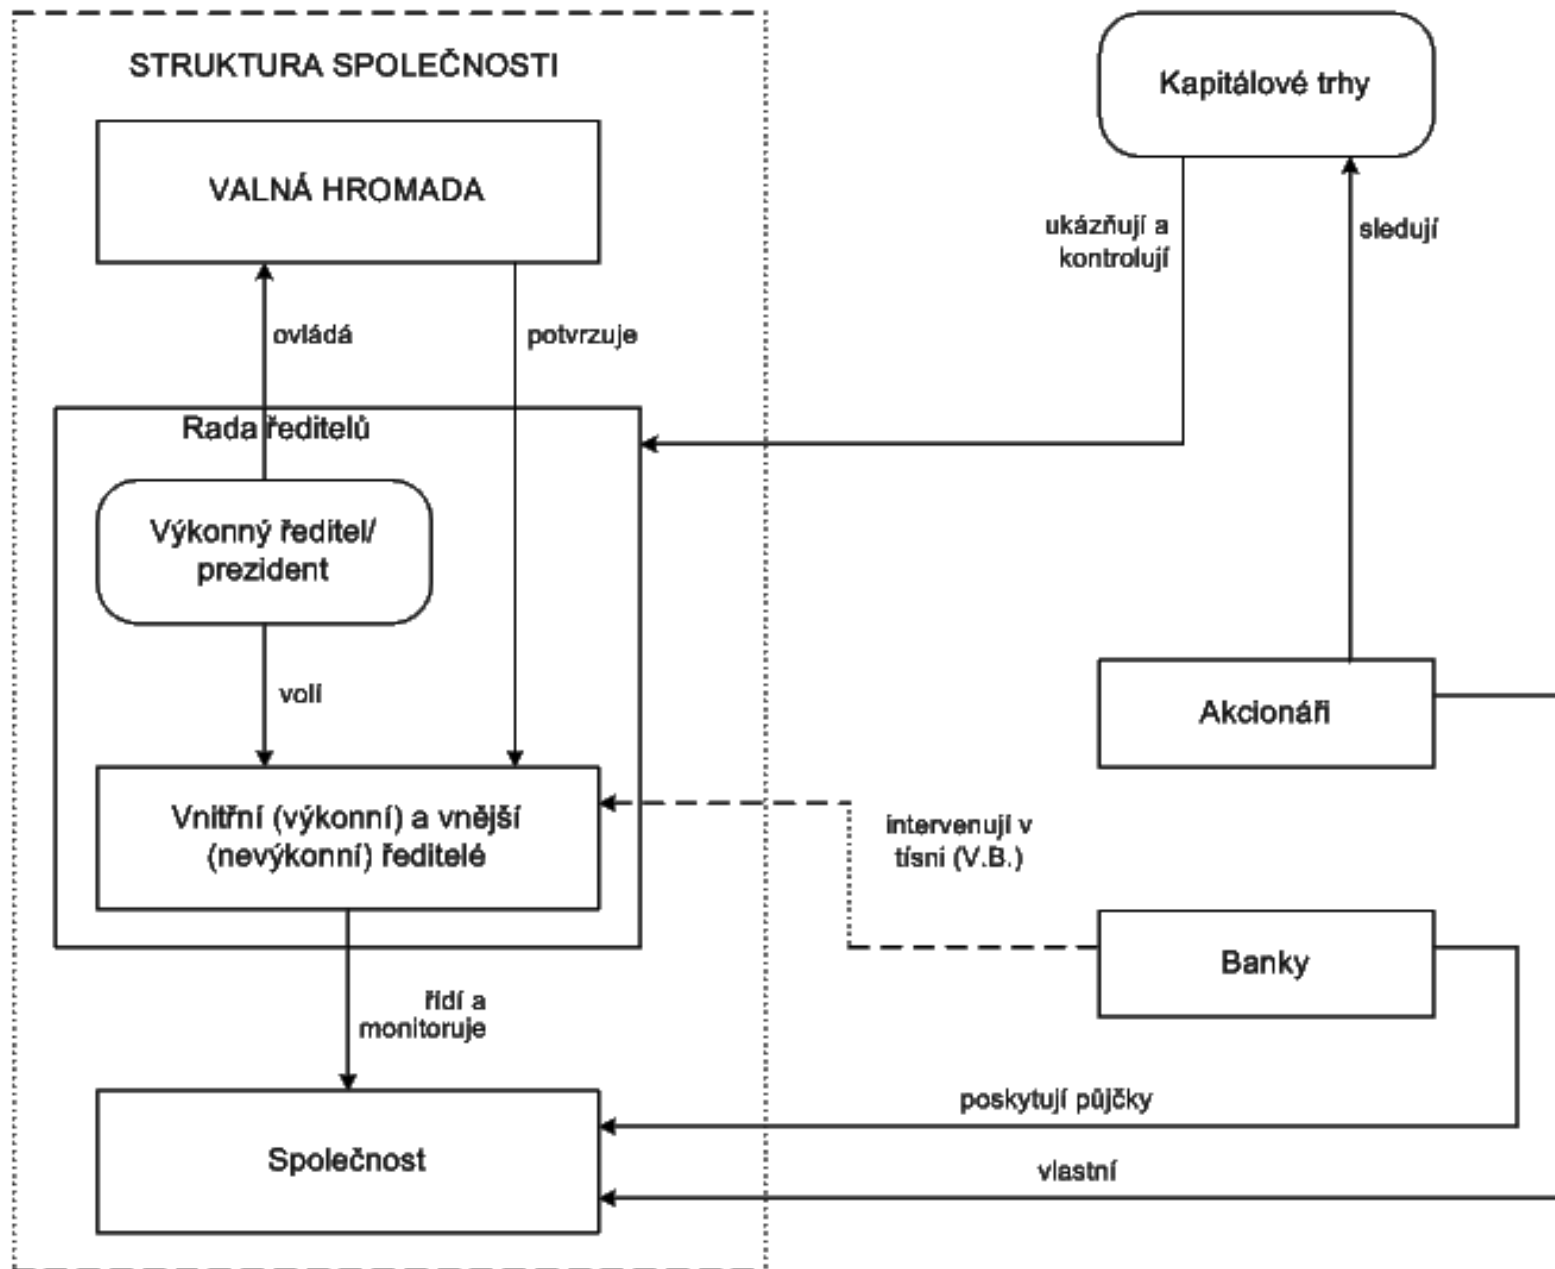 STRUKTURA SPOLEČNOSTI
VALNÁ HROMADA
ovládá
potvrzuje
Rada ředitelů
Výkonný ředitel/
prezident
volí
Vnitřní (výkonní) a vnější
(nevýkonní) ředitelé
řídí a
monitoruje
Společnost
Kapitálové trhy
ukázňují a
kontrolují
sledují
Akcionáři
intervenují v
tísni (V.B.)
Banky
poskytují půjčky
vlastní